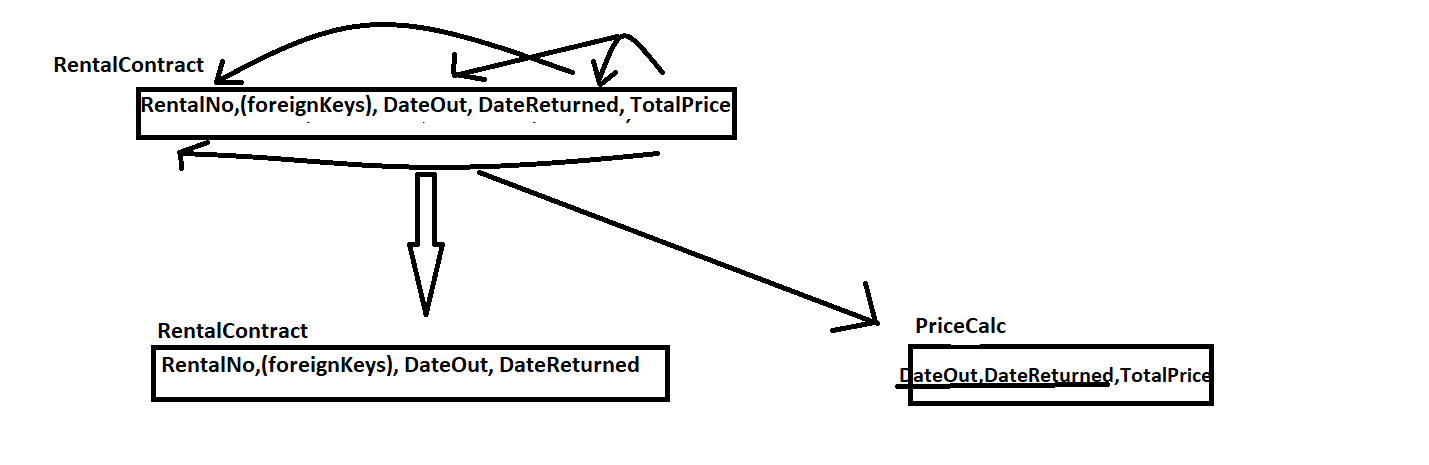 RentalContract
RentalNo,(foreignKeys), DateOut, DateReturned, TotalPrice
RentalContract
RentalNo,(foreignKeys), DateOut, DateReturned
PriceCalc
DateOut,DateReturned,TotalPrice